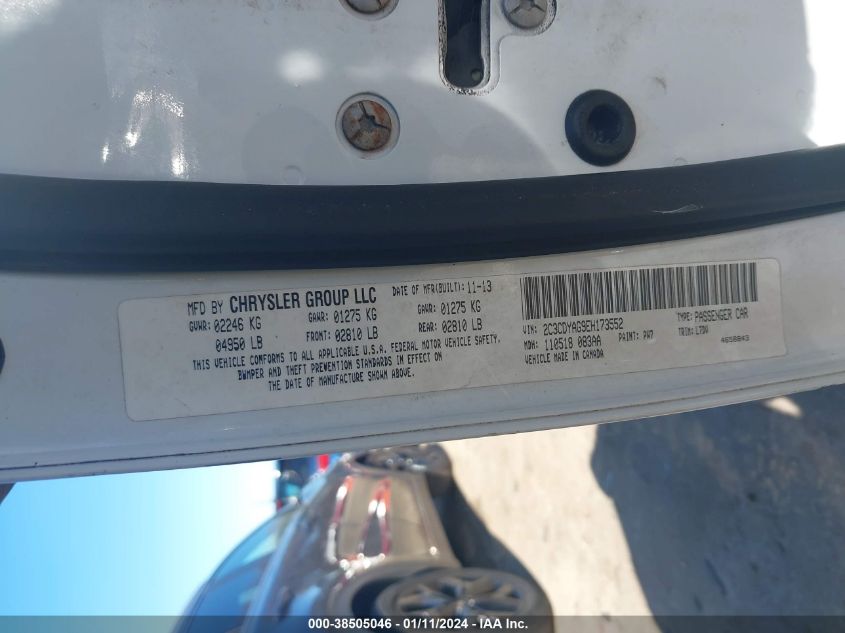 MFD BY CHRYSLER GROUP LLC DATE OF MFR(BUILT): 11-13
GVWR: 02246 KG GAWR: 01275 KG GAWR: 01275 KG
04950 LB FRONT: 02810 LB REAR: 02810 LB
THIS VEHICLE CONFORMS TO ALL APPLICABLE U.S.A. FEDERAL MOTOR VEHICLE SAFETY,
BUMPER AND THEFT PREVENTION STANDARDS IN EFFECT ON
THE DATE OF MANUFACTURE SHOWN ABOVE.
VIN: 2C3CDYAG9EH173552 TYPE: PASSENGER CAR
MDH: 110518 083AA PAINT: PW7 TRIM: LTDV
VEHICLE MADE IN CANADA 4658843
000-38505046 - 01/11/2024 - IAA Inc.